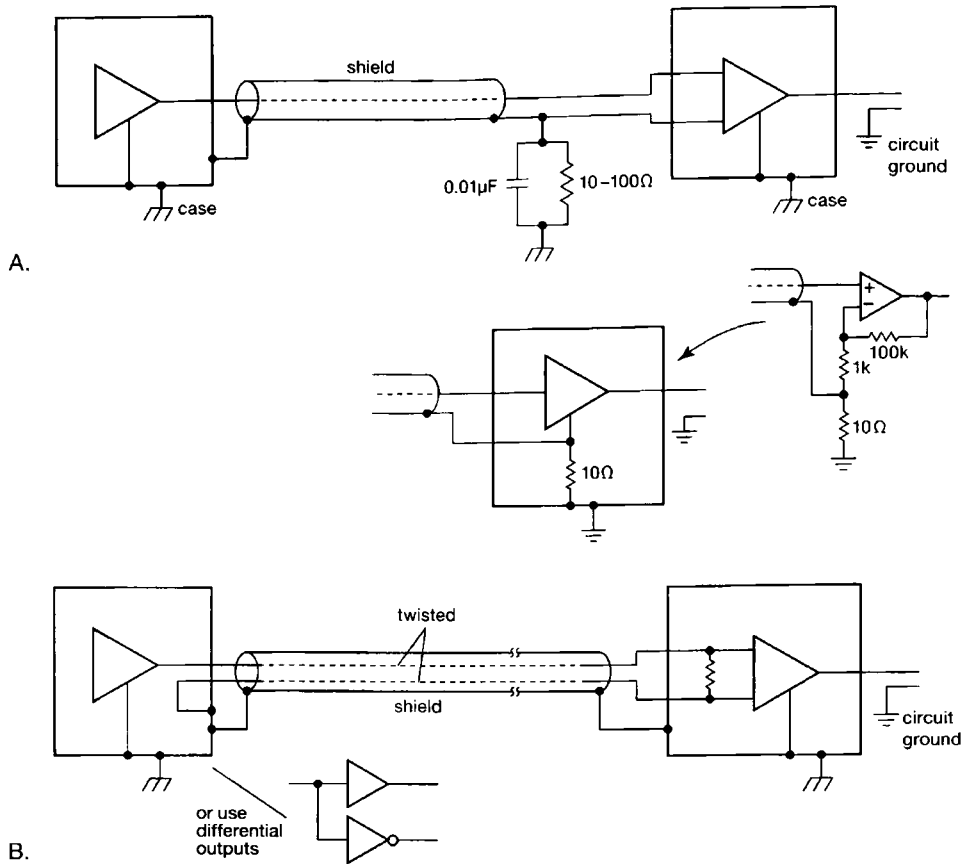 shield
0.01μF
10–100Ω
case
case
circuit
ground
A.
+
−
100k
1k
10Ω
10Ω
twisted
shield
circuit
ground
or use
differential
outputs
B.